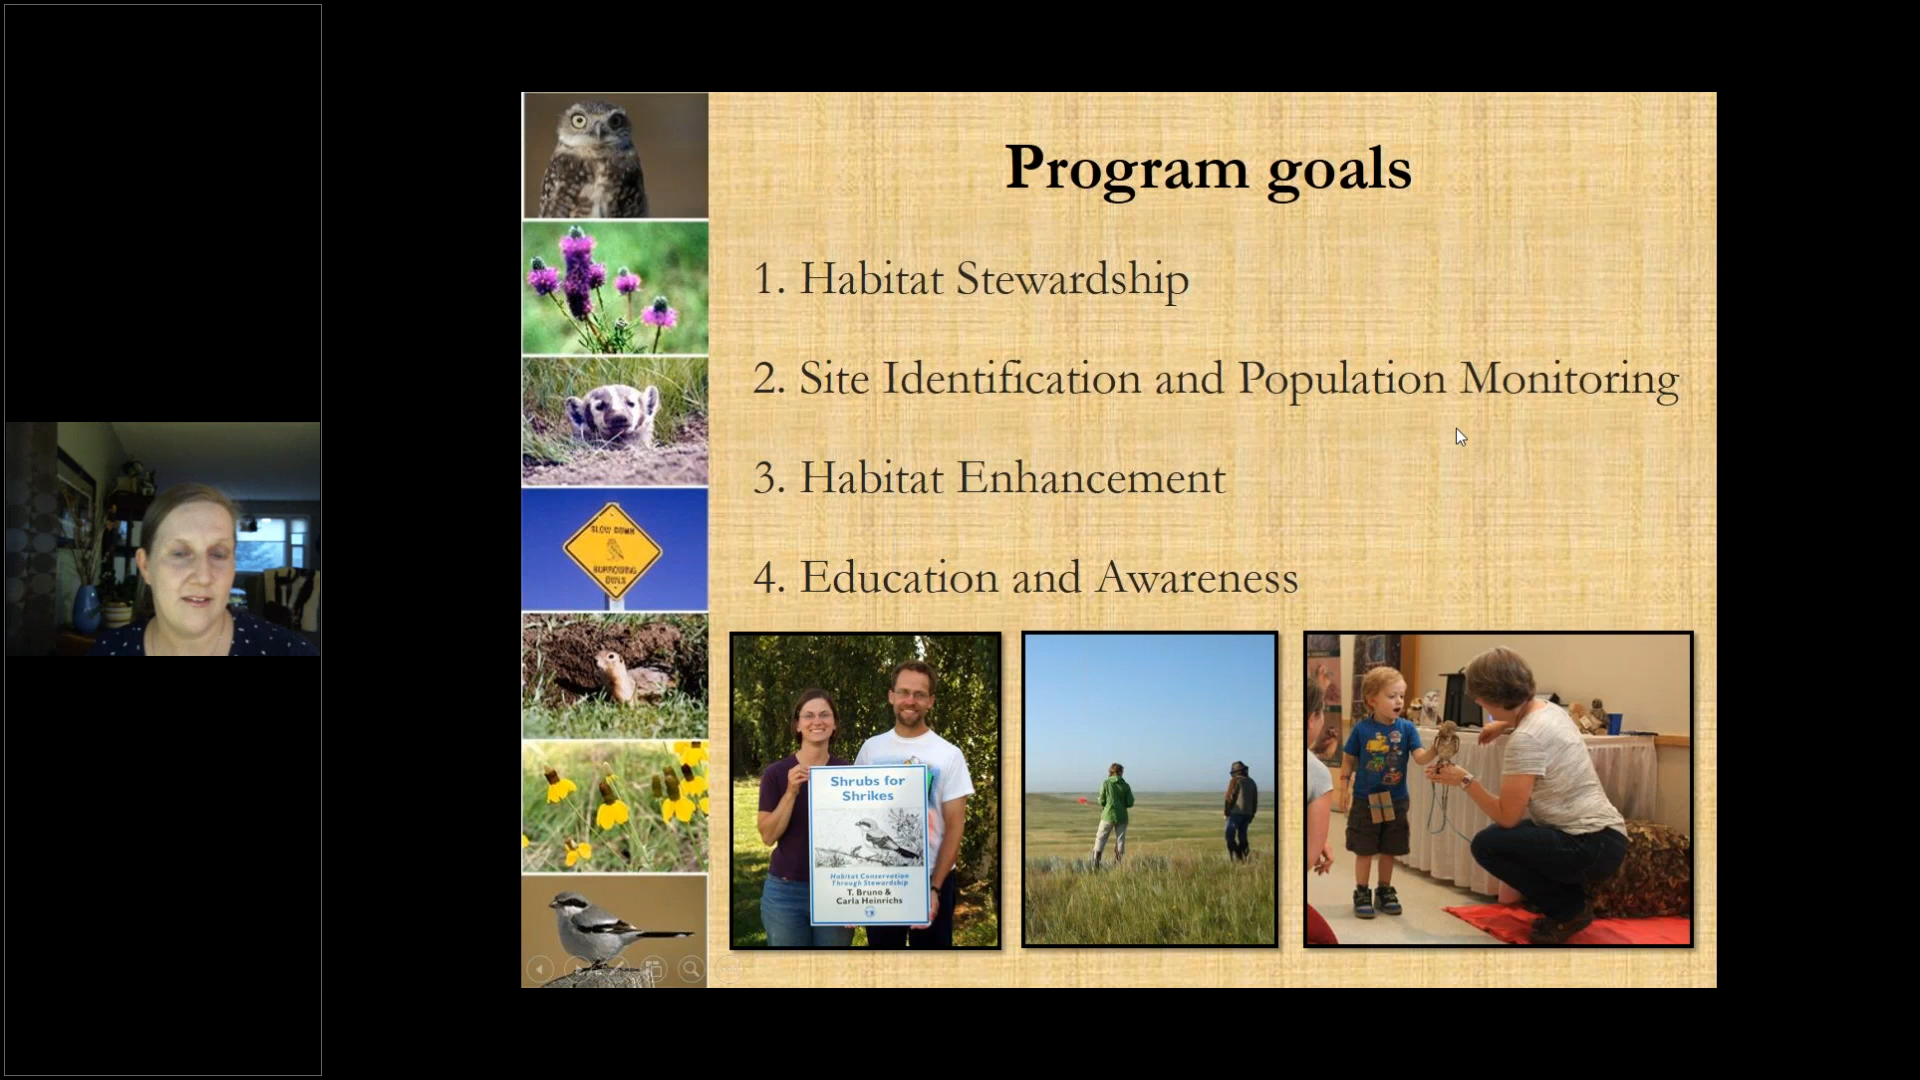 Program goals
1. Habitat Stewardship
2. Site Identification and Population Monitoring
3. Habitat Enhancement
4. Education and Awareness
SLOW DOWN
BURROWING
OWLS
Shrubs for
Shrikes
Habitat Conservation
Through Stewardship
T. Bruno &
Carla Heinrichs